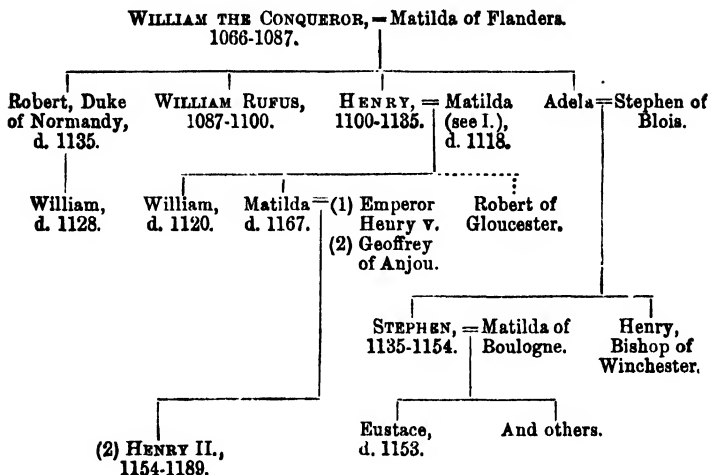 WILLIAM THE CONQUEROR, = Matilda of Flanders.
1066-1087.
Robert, Duke of Normandy, d. 1135.
WILLIAM RUFUS, 1087-1100.
HENRY, 1100-1135. = Matilda (see I.), d. 1118.
Adela = Stephen of Blois.
William, d. 1128.
William, d. 1120.
Matilda d. 1167. = (1) Emperor Henry V.
(2) Geoffrey of Anjou.
Robert of Gloucester.
STEPHEN, 1135-1154. = Matilda of Boulogne.
Henry, Bishop of Winchester.
Eustace, d. 1153.
And others.
(2) HENRY II., 1154-1189.